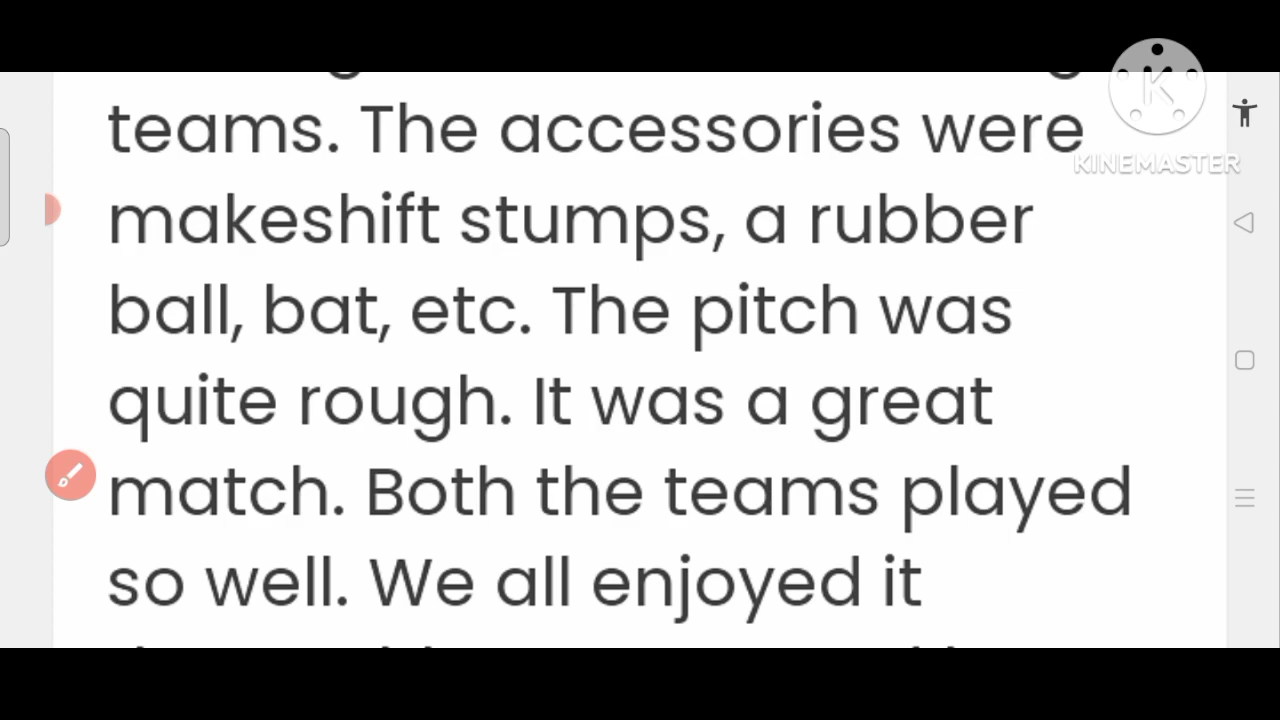 teams. The accessories were
makeshift stumps, a rubber
ball, bat, etc. The pitch was
quite rough. It was a great
match. Both the teams played
so well. We all enjoyed it
K
KINEMASTER